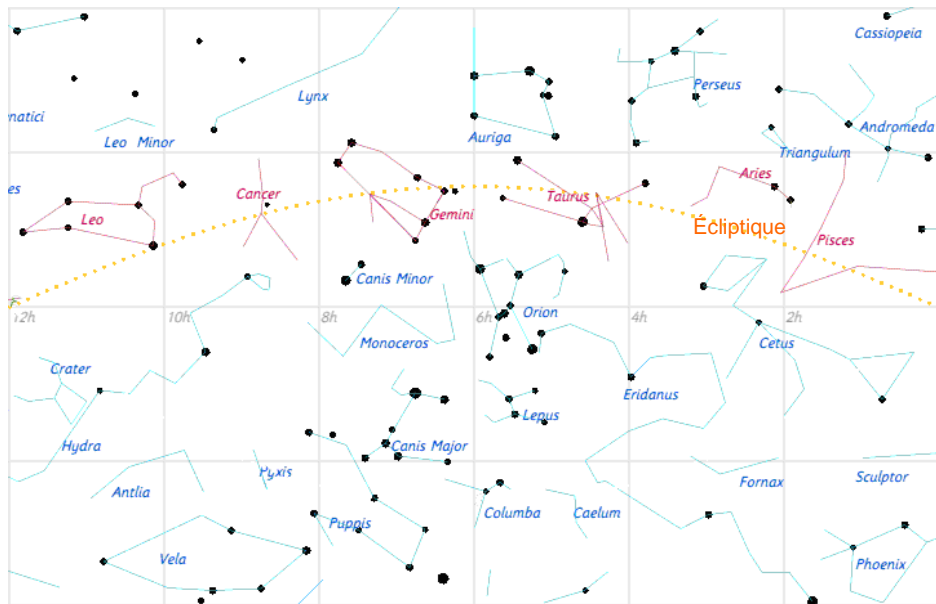 Cassiopeia
Perseus
Lynx
Andromeda
Auriga
Leo Minor
Triangulum
Aries
Cancer
Taurus
Leo
Gemini
Écliptique
Pisces
Canis Minor
Orion
12h
10h
8h
6h
4h
2h
Monoceros
Cetus
Crater
Eridanus
Lepus
Hydra
Canis Major
Pyxis
Fornax
Sculptor
Antlia
Columba
Caelum
Puppis
Vela
Phoenix